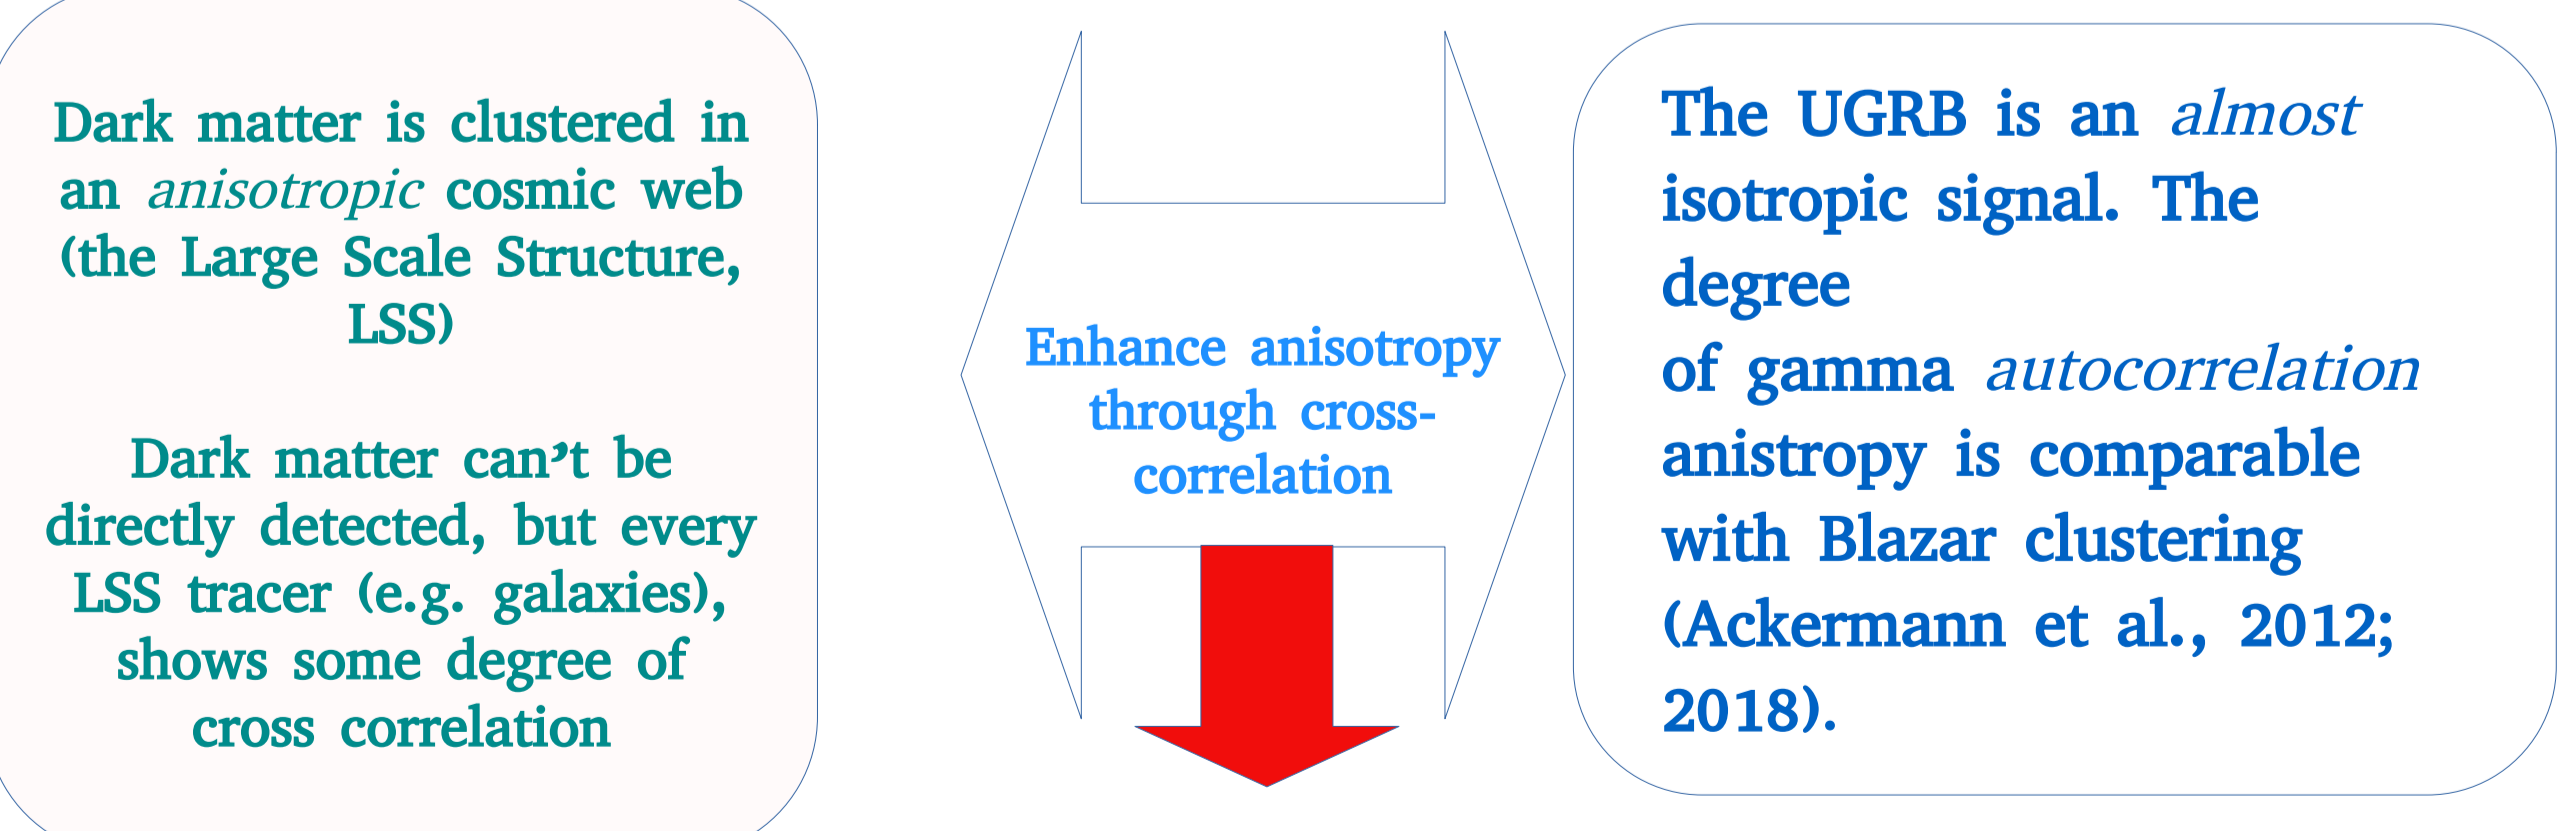 Dark matter is clustered in
an anisotropic cosmic web
(the Large Scale Structure,
LSS)
Dark matter can’t be
directly detected, but every
LSS tracer (e.g. galaxies),
shows some degree of
cross correlation
Enhance anisotropy
through cross-
correlation
The UGRB is an almost
isotropic signal. The
degree
of gamma autocorrelation
anistropy is comparable
with Blazar clustering
(Ackermann et al., 2012;
2018).